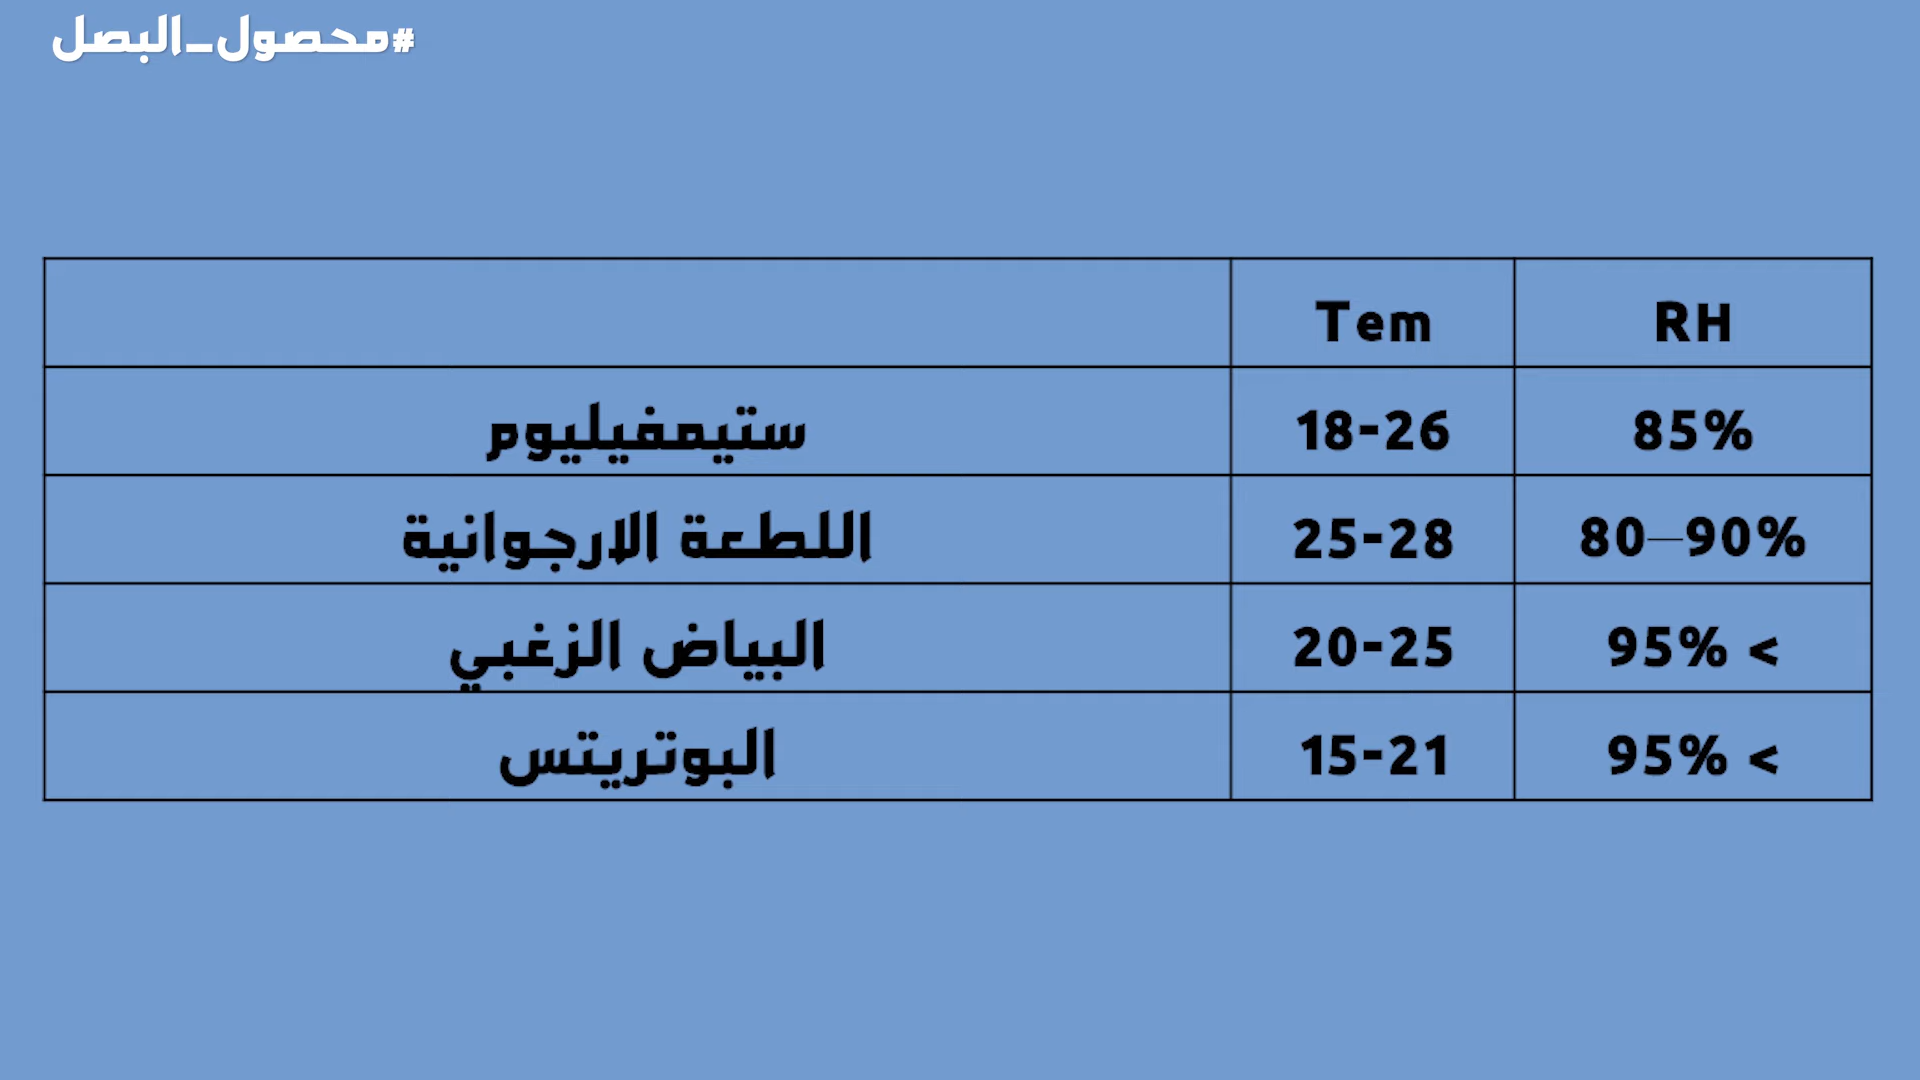 #محصول_البصل
Tem RH
ستيمفيليوم 18-26 85%
اللطعة الارجوانية 25-28 80–90%
البياض الزغبي 20-25 95% <
البوتريتس 15-21 95% <